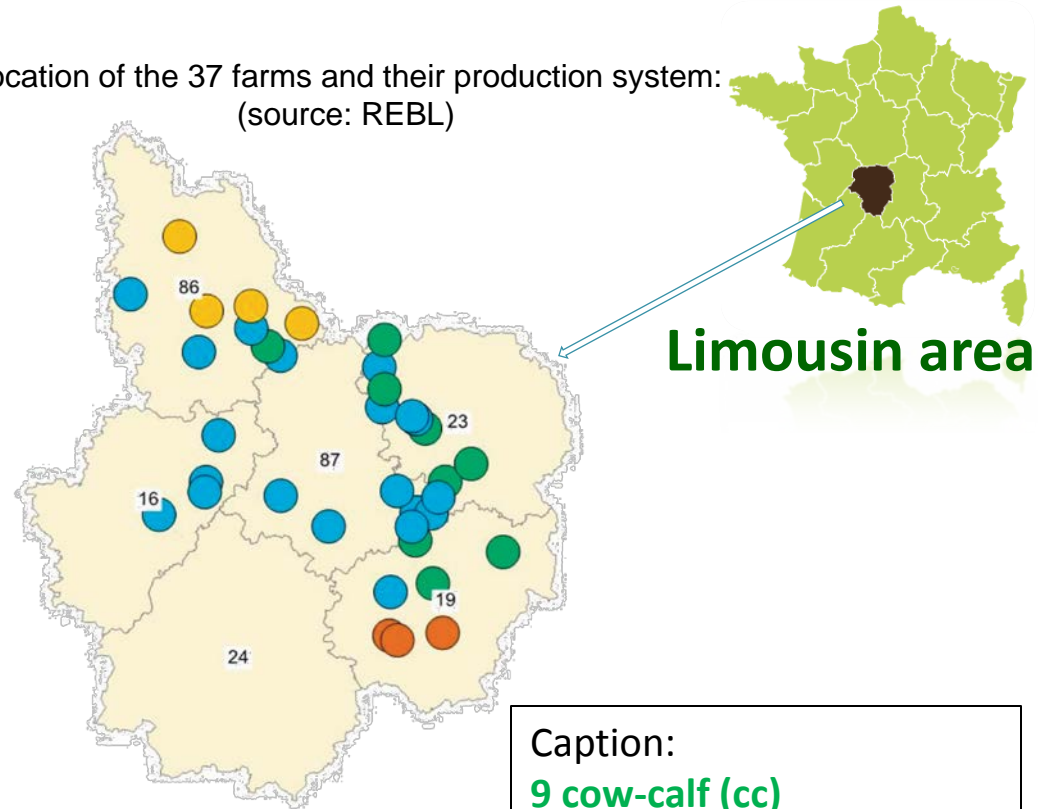 ocation of the 37 farms and their production system:
(source: REBL)
Limousin area
86
23
87
16
19
24
Caption:
9 cow-calf (cc)